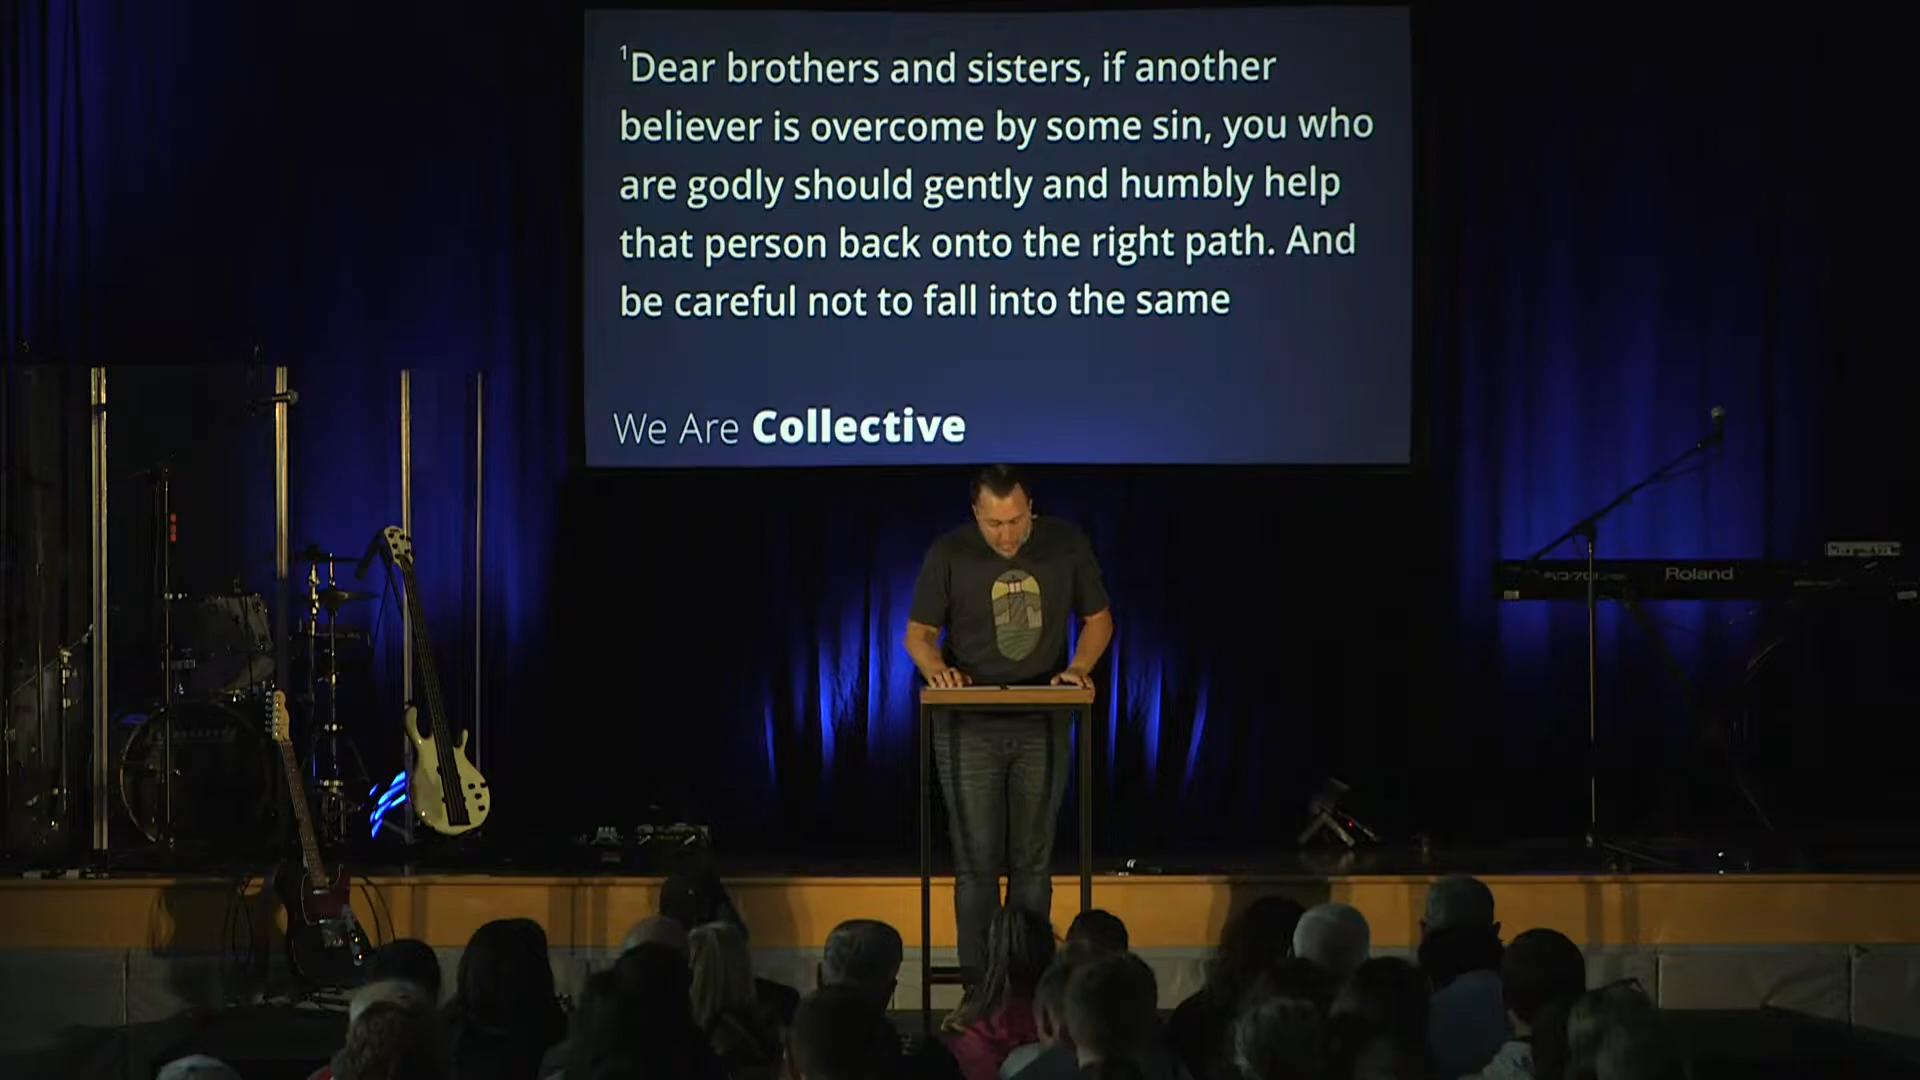 ¹Dear brothers and sisters, if another
believer is overcome by some sin, you who
are godly should gently and humbly help
that person back onto the right path. And
be careful not to fall into the same
We Are Collective
Roland